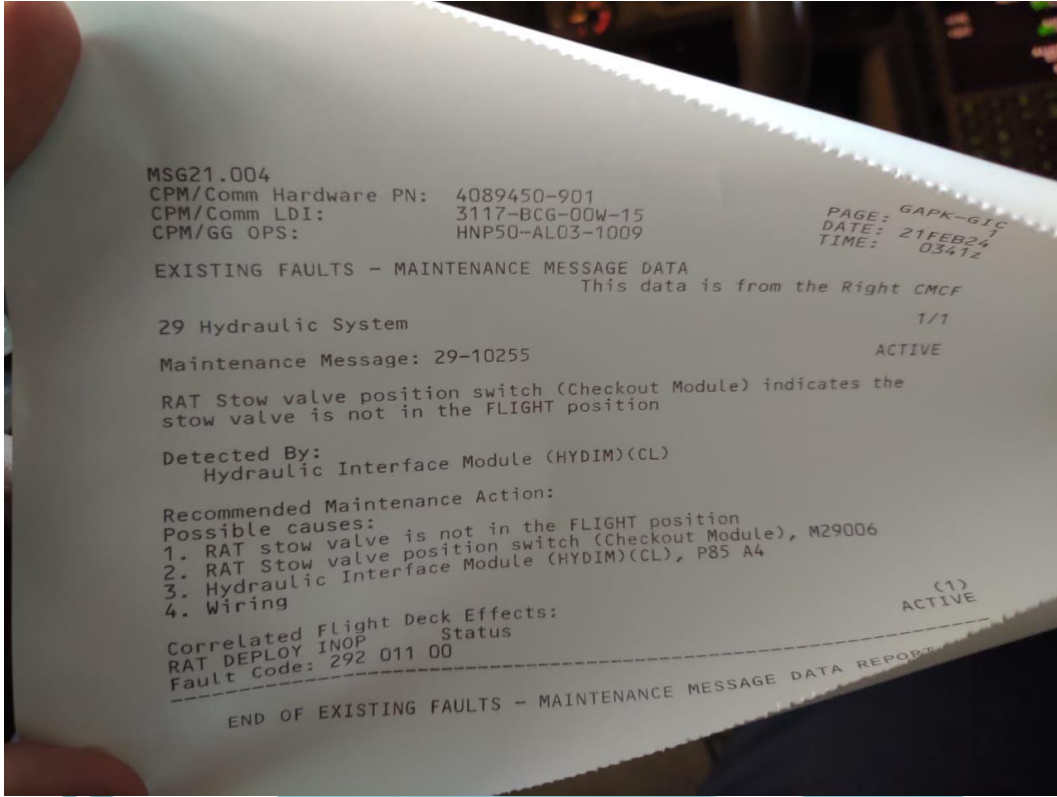 MSG21.004
CPM/Comm Hardware PN: 4089450-901
CPM/Comm LDI: 3117-BCG-00W-15
CPM/GG OPS: HNP50-AL03-1009
GAPK-GIC
PAGE: 1
DATE: 21FEB24
TIME: 0341z
EXISTING FAULTS - MAINTENANCE MESSAGE DATA
This data is from the Right CMCF
29 Hydraulic System 1/1
Maintenance Message: 29-10255 ACTIVE
RAT Stow valve position switch (Checkout Module) indicates the
stow valve is not in the FLIGHT position
Detected By:
Hydraulic Interface Module (HYDIM)(CL)
Recommended Maintenance Action:
Possible causes:
1. RAT stow valve is not in the FLIGHT position
2. RAT Stow valve position switch (Checkout Module), M29006
3. Hydraulic Interface Module (HYDIM)(CL), P85 A4
4. Wiring
Correlated Flight Deck Effects: (1)
RAT DEPLOY INOP Status ACTIVE
Fault Code: 292 011 00
END OF EXISTING FAULTS - MAINTENANCE MESSAGE DATA REPORT